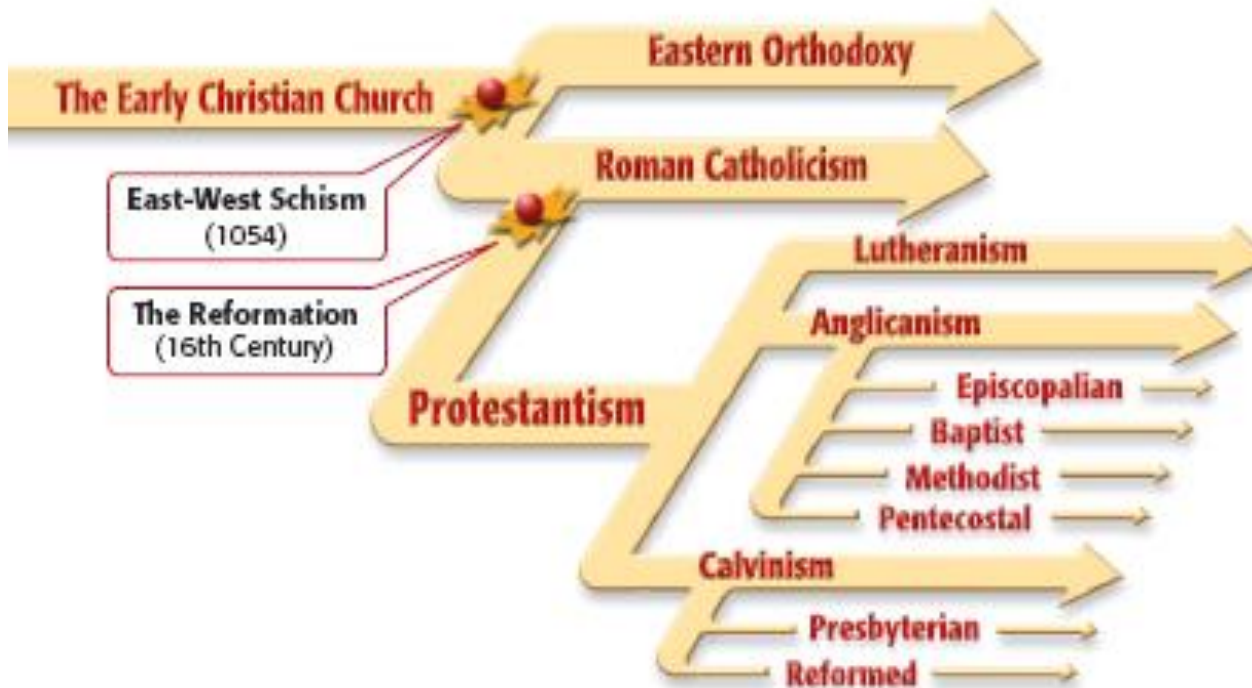 Eastern Orthodoxy
The Early Christian Church
Roman Catholicism
East-West Schism
(1054)
Lutheranism
The Reformation
(16th Century)
Anglicanism
Episcopalian
Protestantism
Baptist
Methodist
Pentecostal
Calvinism
Presbyterian
Reformed